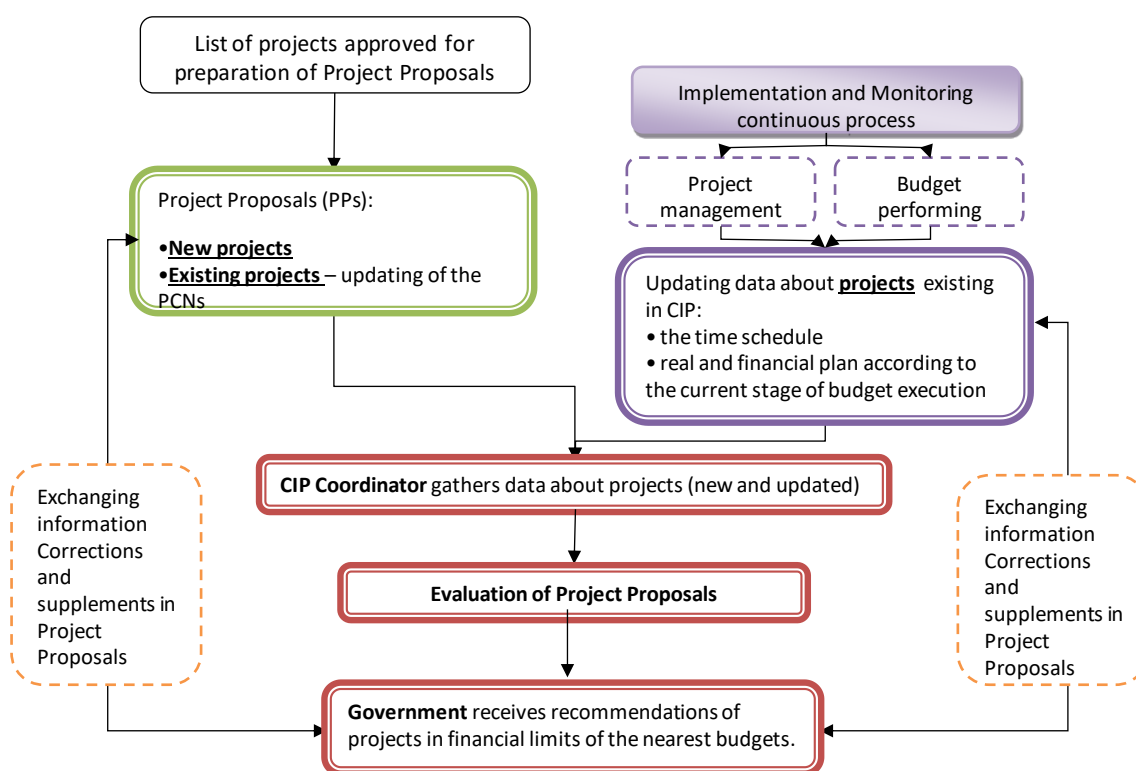 List of projects approved for
preparation of Project Proposals
Implementation and Monitoring
continuous process
Project
management
Budget
performing
Project Proposals (PPs):
•New projects
•Existing projects – updating of the
PCNs
Updating data about projects existing
in CIP:
• the time schedule
• real and financial plan according to
the current stage of budget execution
CIP Coordinator gathers data about projects (new and updated)
Exchanging
information
Corrections
and
supplements in
Project
Proposals
Exchanging
information
Corrections
and
supplements in
Project
Proposals
Evaluation of Project Proposals
Government receives recommendations of
projects in financial limits of the nearest budgets.